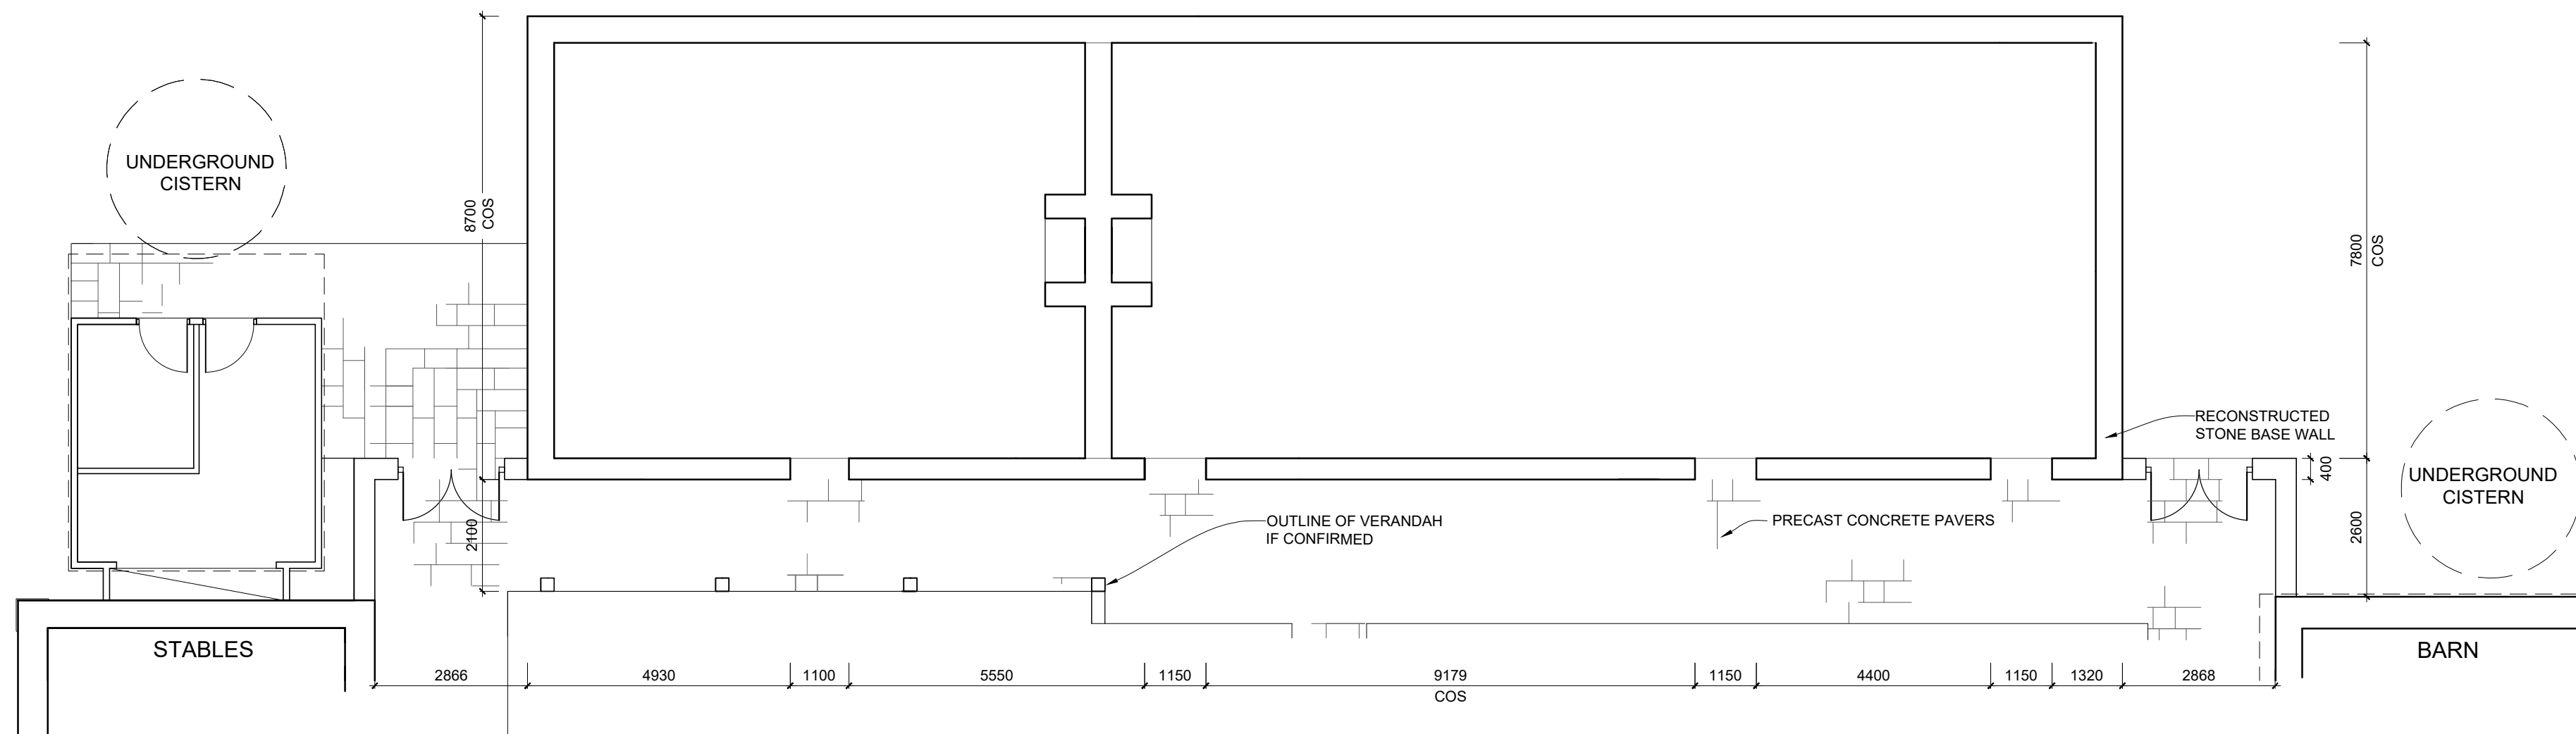 UNDERGROUND
CISTERN
8700
COS
7800
COS
RECONSTRUCTED
STONE BASE WALL
400
UNDERGROUND
CISTERN
2100
OUTLINE OF VERANDAH
IF CONFIRMED
PRECAST CONCRETE PAVERS
2600
STABLES
BARN
2866
4930
1100
5550
1150
9179
COS
1150
4400
1150
1320
2868